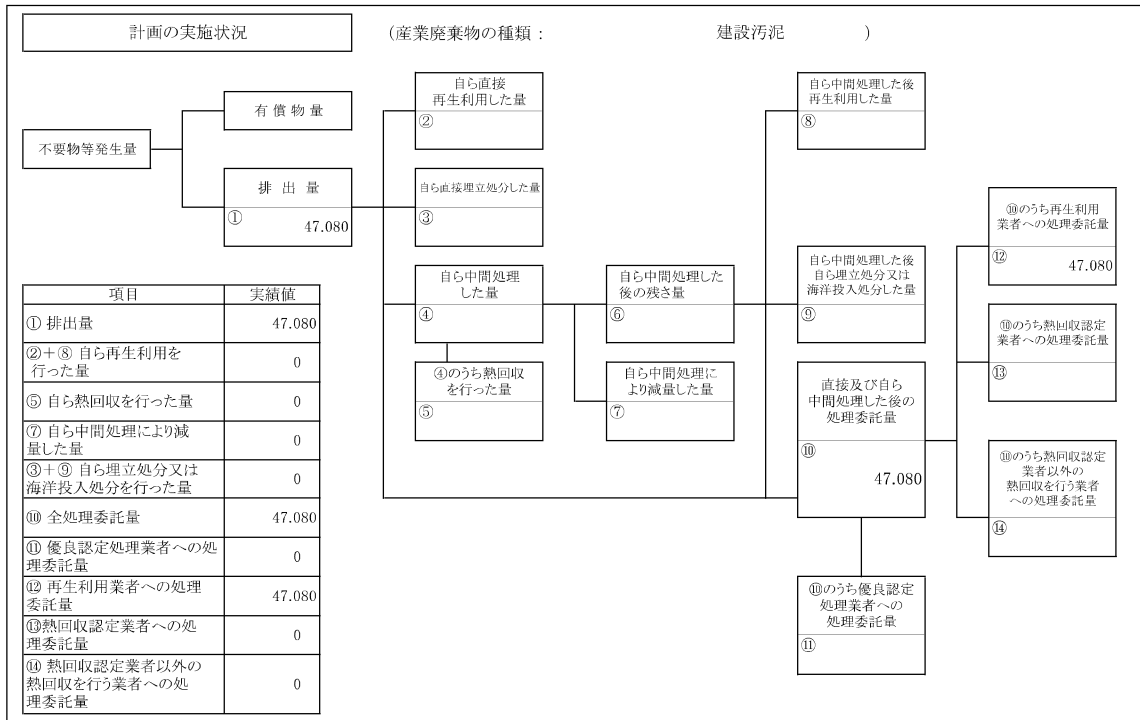 計画の実施状況
(産業廃棄物の種類： 建設汚泥 )
不要物等発生量
有 償 物 量
排 出 量
①
47.080
自ら直接
再生利用した量
②
自ら直接埋立処分した量
③
自ら中間処理
した量
④
④のうち熱回収
を行った量
⑤
自ら中間処理した
後の残さ量
⑥
自ら中間処理に
より減量した量
⑦
自ら中間処理した後
再生利用した量
⑧
自ら中間処理した後
自ら埋立処分又は
海洋投入処分した量
⑨
直接及び自ら
中間処理した後の
処理委託量
⑩
47.080
⑩のうち優良認定
処理業者への
処理委託量
⑪
⑩のうち再生利用
業者への処理委託量
⑫
47.080
⑩のうち熱回収認定
業者への処理委託量
⑬
⑩のうち熱回収認定
業者以外の
熱回収を行う業者
への処理委託量
⑭
項目 実績値
① 排出量 47.080
②＋⑧ 自ら再生利用を
行った量 0
⑤ 自ら熱回収を行った量 0
⑦ 自ら中間処理により減
量した量 0
③＋⑨ 自ら埋立処分又は
海洋投入処分を行った量 0
⑩ 全処理委託量 47.080
⑪ 優良認定処理業者への処
理委託量 0
⑫ 再生利用業者への処理
委託量 47.080
⑬熱回収認定業者への処
理委託量 0
⑭ 熱回収認定業者以外の
熱回収を行う業者への処
理委託量 0